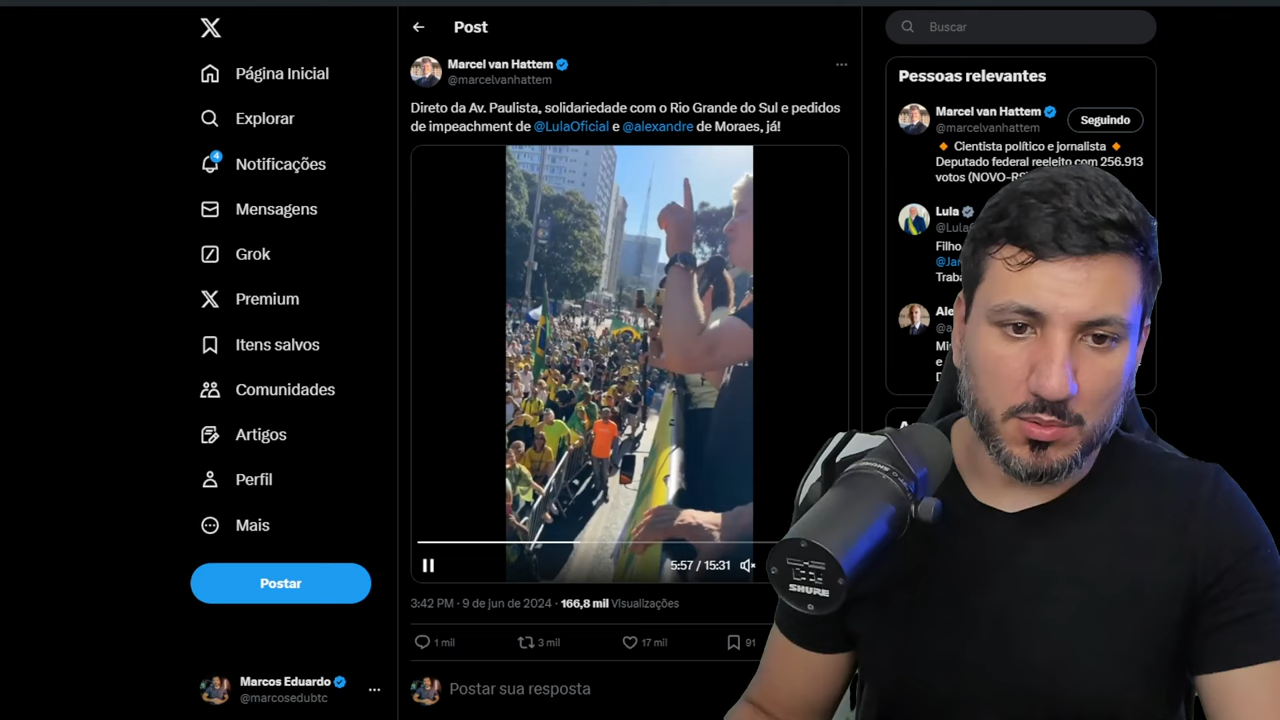 Página Inicial
Explorar
4
Notificações
Mensagens
Grok
Premium
Itens salvos
Comunidades
Artigos
Perfil
Mais
Postar
Marcos Eduardo
@marcosedubtc
Post
Marcel van Hattem
@marcelvanhattem
Direto da Av. Paulista, solidariedade com o Rio Grande do Sul e pedidos
de impeachment de @LulaOficial e @alexandre de Moraes, já!
5:57 / 15:31
3:42 PM · 9 de jun de 2024 · 166,8 mil Visualizações
1 mil
3 mil
17 mil
91
Postar sua resposta
Buscar
Pessoas relevantes
Marcel van Hattem
@marcelvanhattem
Seguindo
Cientista político e jornalista
Deputado federal reeleito com 256.913
votos (NOVO-RS
Lula
Filho
SHURE